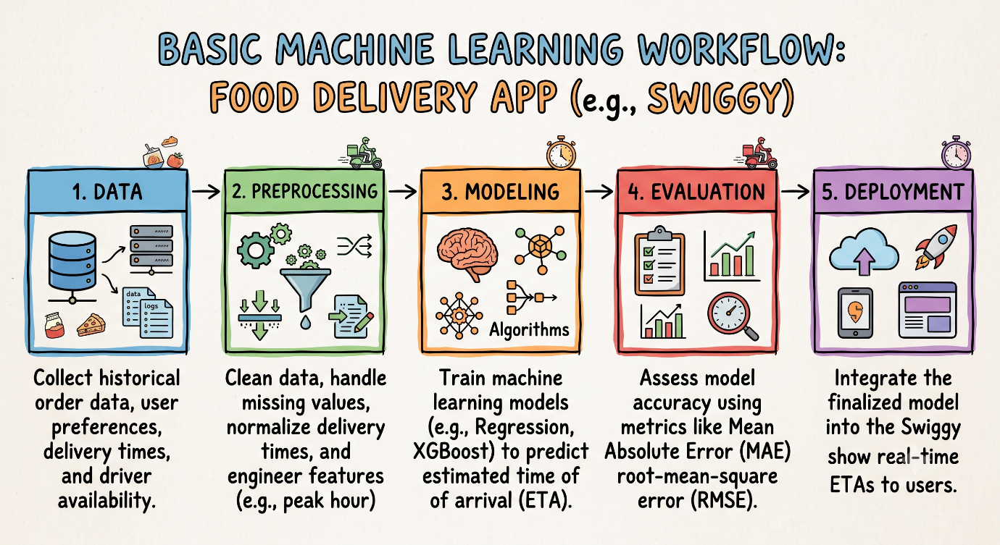 BASIC MACHINE LEARNING WORKFLOW:
FOOD DELIVERY APP (e.g., SWIGGY)
1. DATA
data
logs
Collect historical
order data, user
preferences,
delivery times,
and driver
availability.
2. PREPROCESSING
Clean data, handle
missing values,
normalize delivery
times, and
engineer features
(e.g., peak hour)
3. MODELING
Algorithms
Train machine
learning models
(e.g., Regression,
XGBoost) to predict
estimated time of
of arrival (ETA).
4. EVALUATION
Assess model
accuracy using
metrics like Mean
Absolute Error (MAE)
root-mean-square
error (RMSE).
5. DEPLOYMENT
Integrate the
finalized model
into the Swiggy
show real-time
ETAs to users.